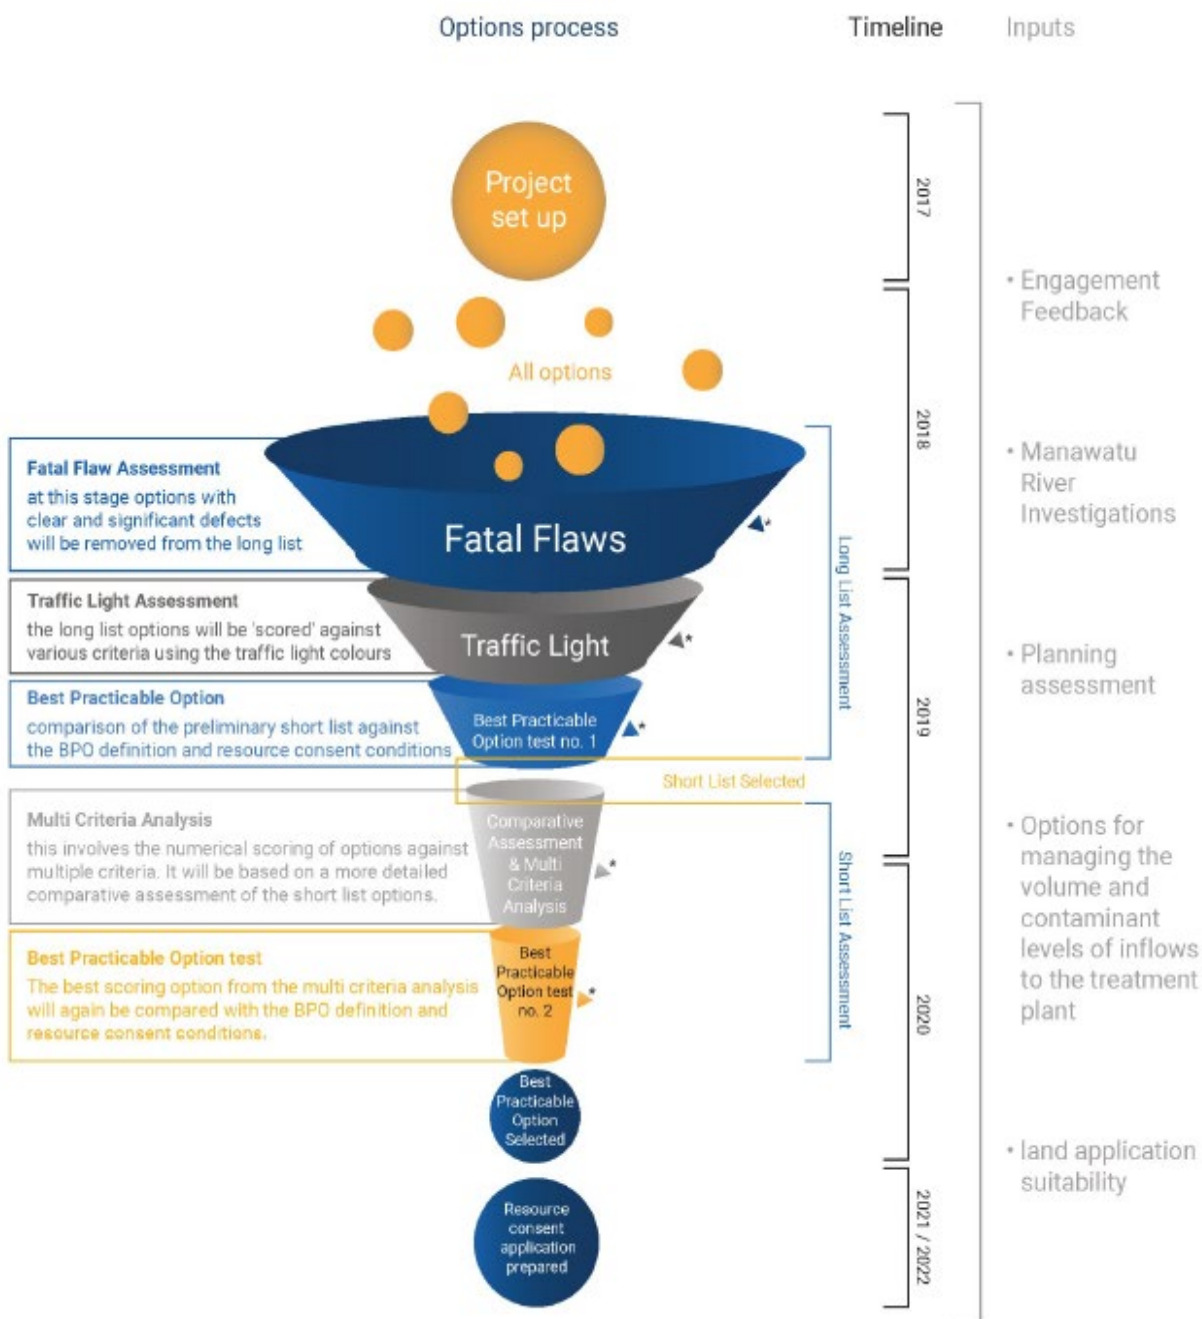 Options process
Timeline
Inputs
Project
set up
All options
Fatal Flaws
Traffic Light
Best Practicable
Option test no. 1
Short List Selected
Comparative
Assessment
& Multi
Criteria
Analysis
Best
Practicable
Option test
no. 2
Best
Practicable
Option
Selected
Resource
consent
application
prepared
Fatal Flaw Assessment
at this stage options with
clear and significant defects
will be removed from the long list
Traffic Light Assessment
the long list options will be 'scored' against
various criteria using the traffic light colours
Best Practicable Option
comparison of the preliminary short list against
the BPO definition and resource consent conditions
Multi Criteria Analysis
this involves the numerical scoring of options against
multiple criteria. It will be based on a more detailed
comparative assessment of the short list options.
Best Practicable Option test
The best scoring option from the multi criteria analysis
will again be compared with the BPO definition and
resource consent conditions.
*
*
*
*
*
Long List Assessment
Short List Assessment
2017
2018
2019
2020
2021 / 2022
• Engagement
Feedback
• Manawatu
River
Investigations
• Planning
assessment
• Options for
managing the
volume and
contaminant
levels of inflows
to the treatment
plant
• land application
suitability